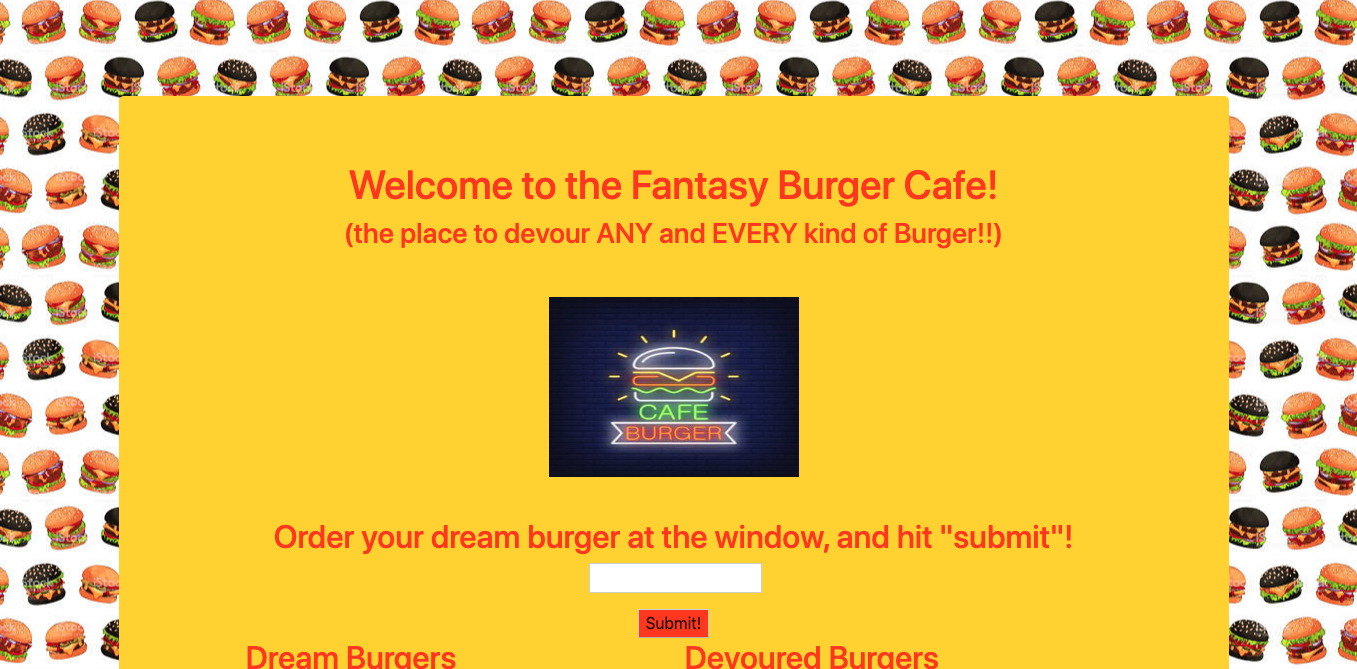 Welcome to the Fantasy Burger Cafe!
(the place to devour ANY and EVERY kind of Burger!!)
CAFE
BURGER
Order your dream burger at the window, and hit "submit"!
Submit!
Dream Burgers
Devoured Burgers